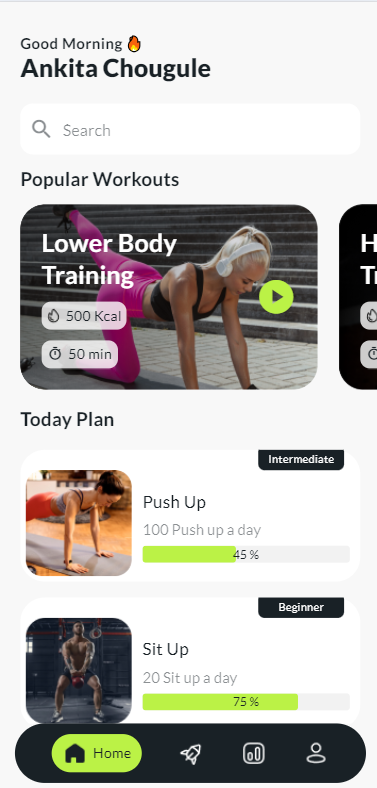 Good Morning 🔥
Ankita Chougule
Search
Popular Workouts
Lower Body
Training
500 Kcal
50 min
H
Tr
Today Plan
Intermediate
Push Up
100 Push up a day
45 %
Beginner
Sit Up
20 Sit up a day
75 %
Home